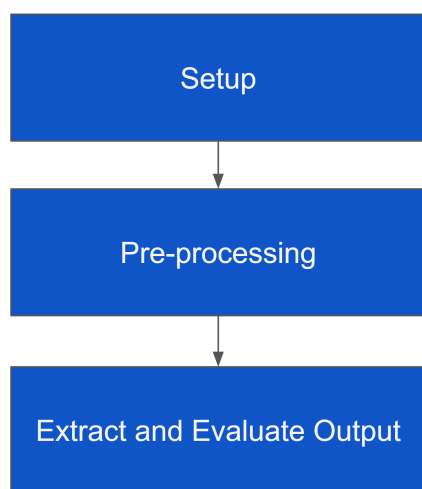 Setup
Pre-processing
Extract and Evaluate Output